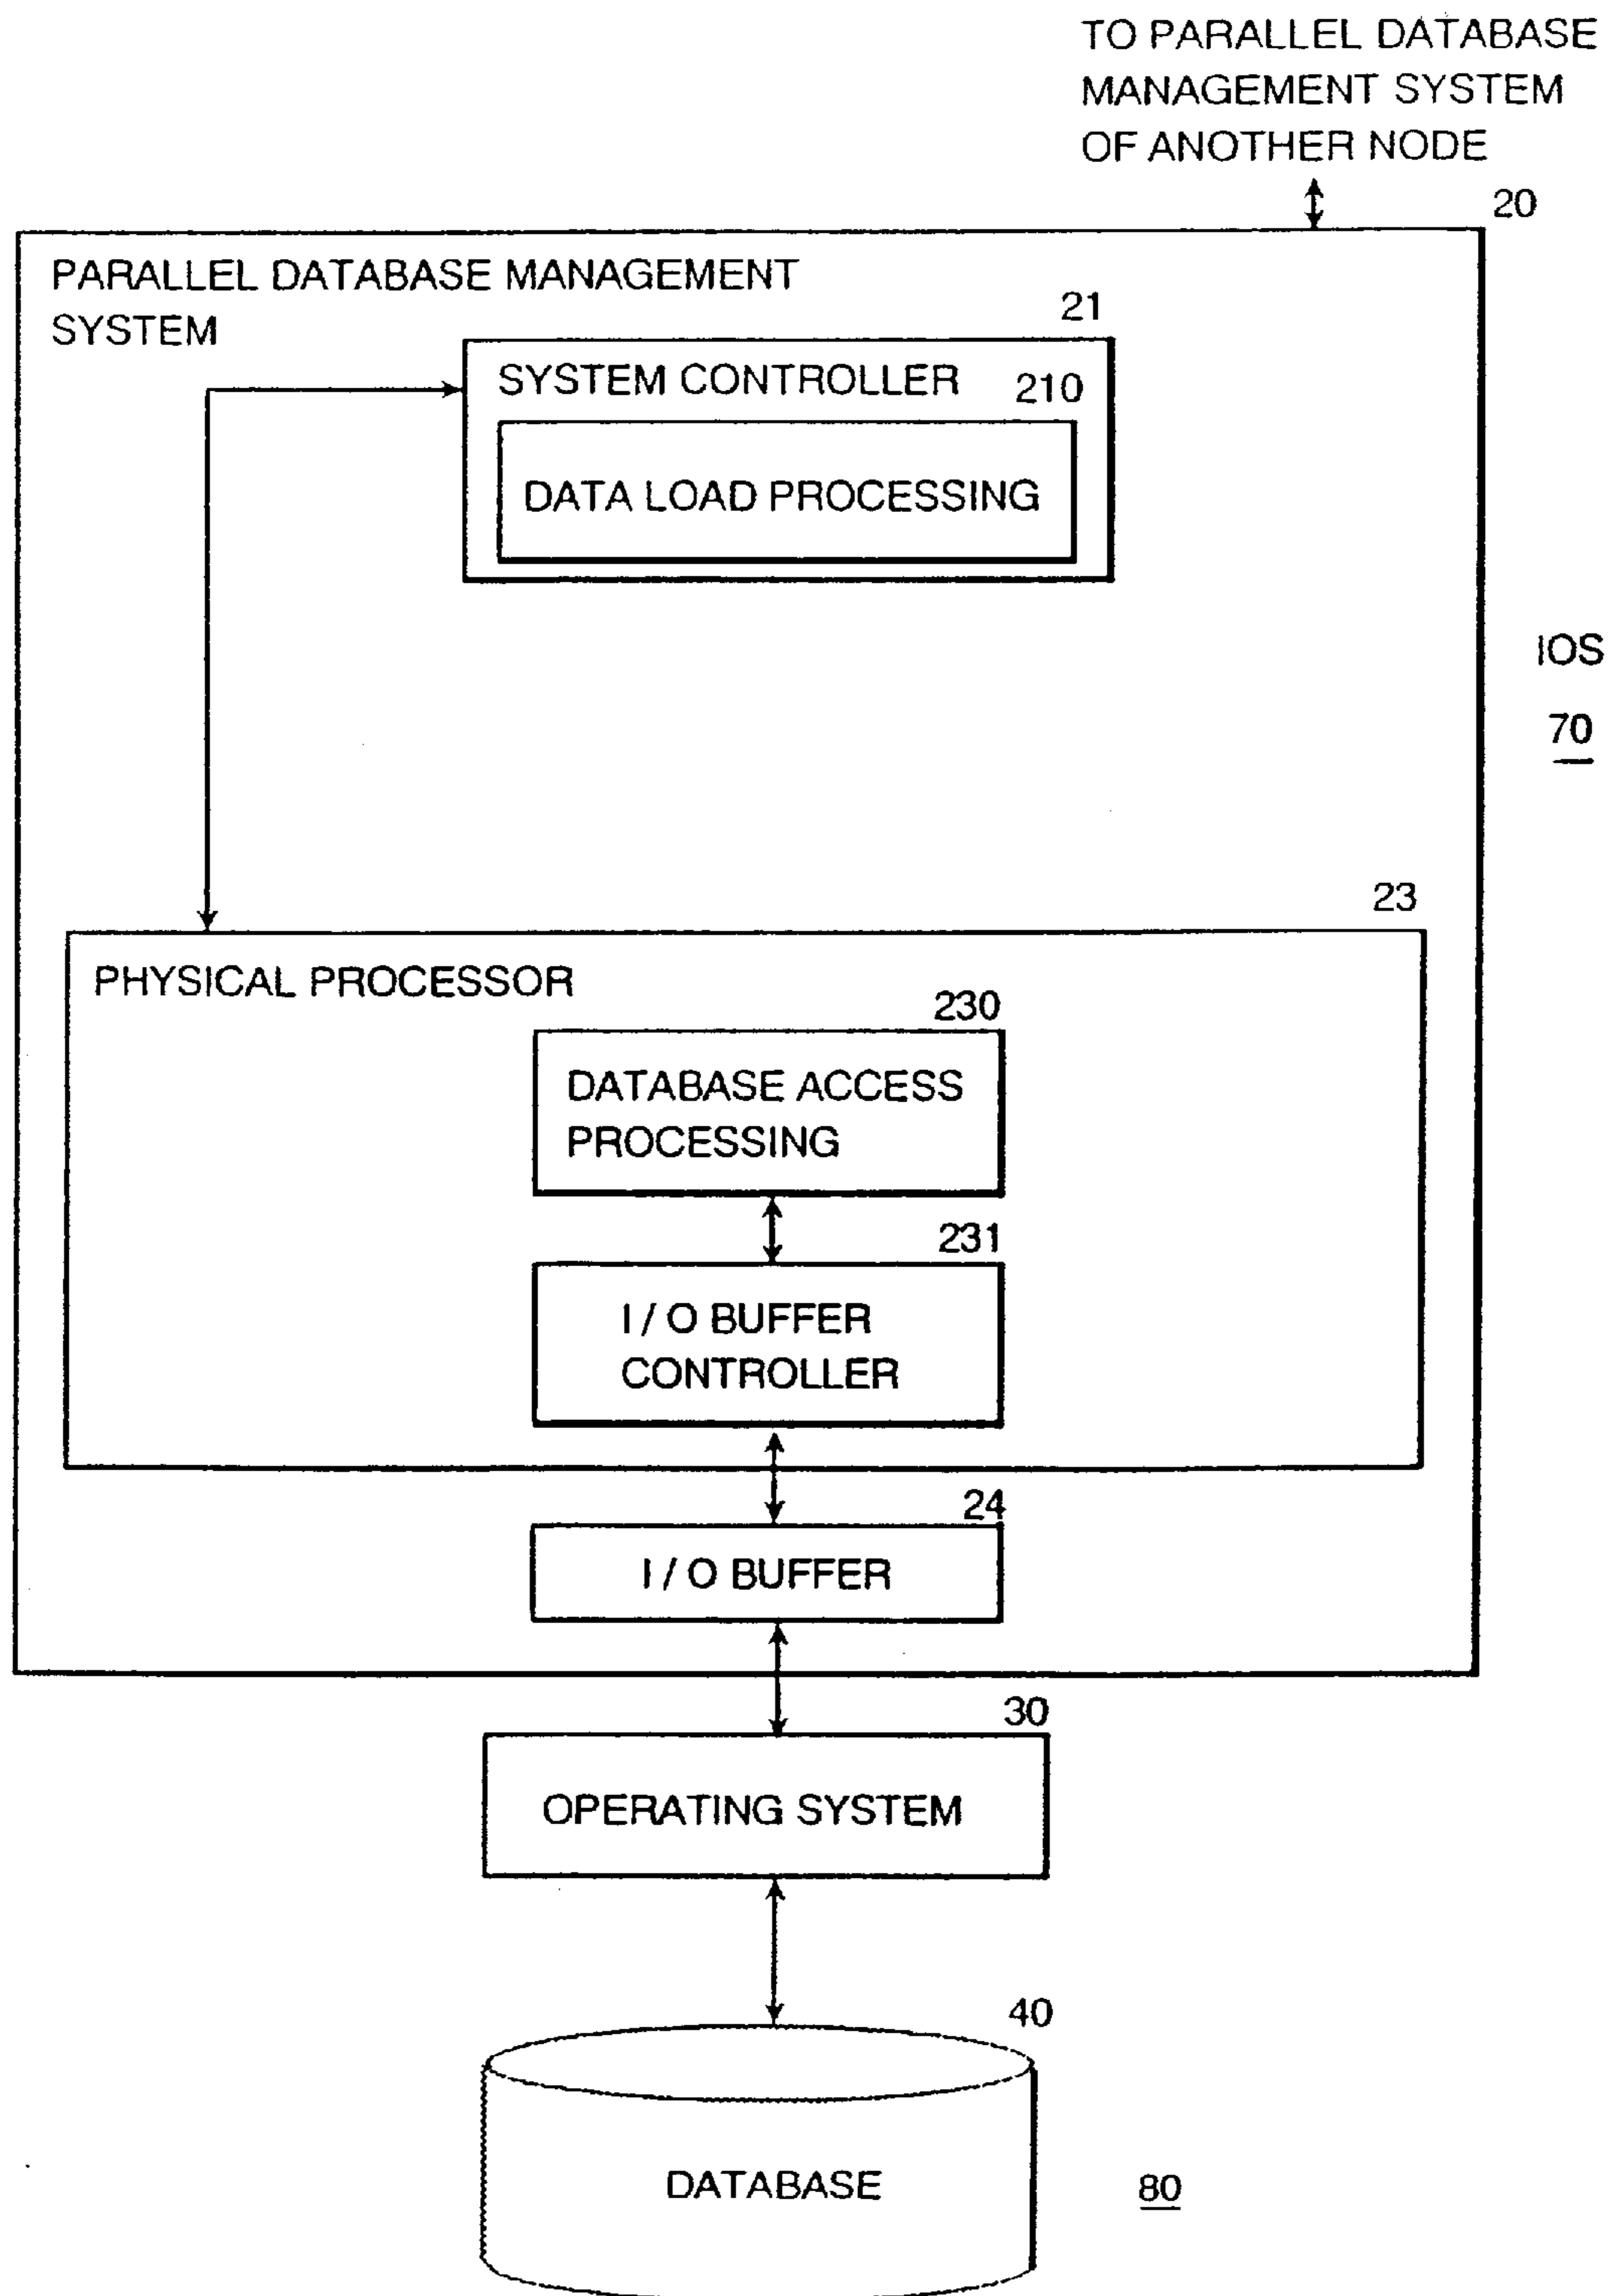 TO PARALLEL DATABASE
MANAGEMENT SYSTEM
OF ANOTHER NODE
20
PARALLEL DATABASE MANAGEMENT
SYSTEM
21
SYSTEM CONTROLLER
210
DATA LOAD PROCESSING
IOS
70
23
PHYSICAL PROCESSOR
230
DATABASE ACCESS
PROCESSING
231
I / O BUFFER
CONTROLLER
24
I / O BUFFER
30
OPERATING SYSTEM
40
DATABASE
80